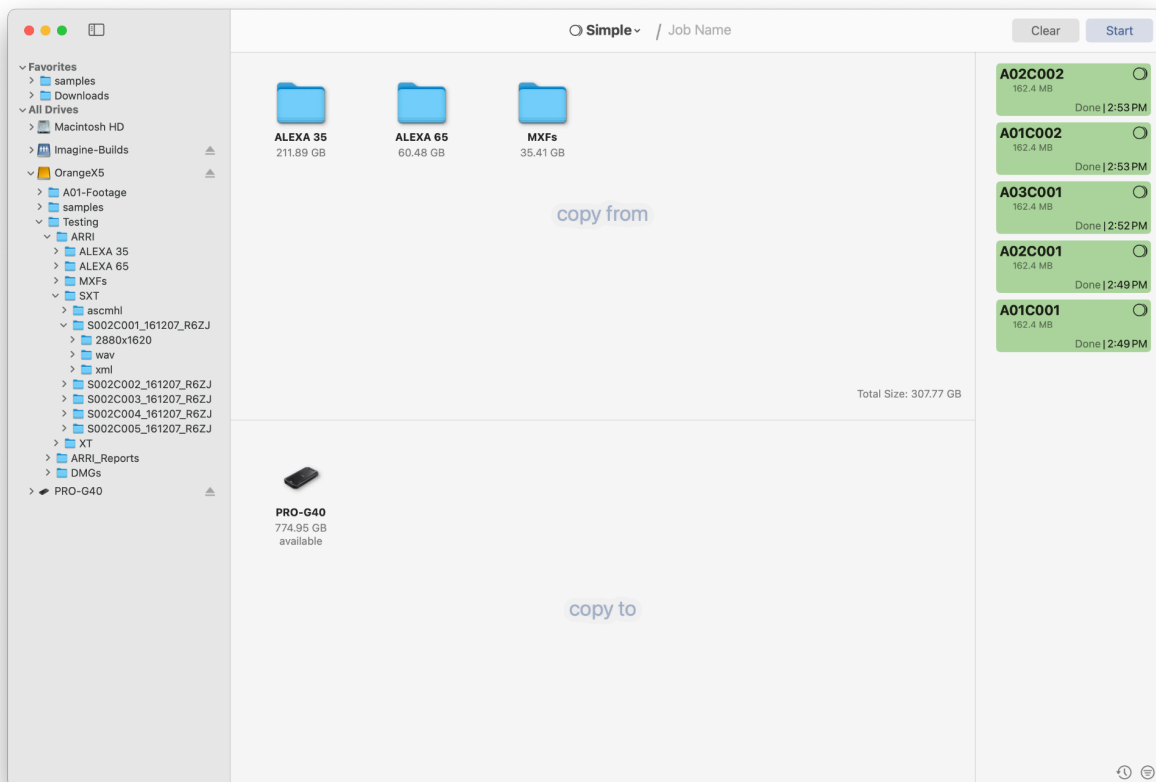 Simple
/ Job Name
Clear
Start
Favorites
samples
Downloads
All Drives
Macintosh HD
Imagine-Builds
OrangeX5
A01-Footage
samples
Testing
ARRI
ALEXA 35
ALEXA 65
MXFs
SXT
ascmhl
S002C001_161207_R6ZJ
2880x1620
wav
xml
S002C002_161207_R6ZJ
S002C003_161207_R6ZJ
S002C004_161207_R6ZJ
S002C005_161207_R6ZJ
XT
ARRI_Reports
DMGs
PRO-G40
ALEXA 35
211.89 GB
ALEXA 65
60.48 GB
MXFs
35.41 GB
copy from
Total Size: 307.77 GB
PRO-G40
774.95 GB
available
copy to
A02C002
162.4 MB
Done | 2:53 PM
A01C002
162.4 MB
Done | 2:53 PM
A03C001
162.4 MB
Done | 2:52 PM
A02C001
162.4 MB
Done | 2:49 PM
A01C001
162.4 MB
Done | 2:49 PM